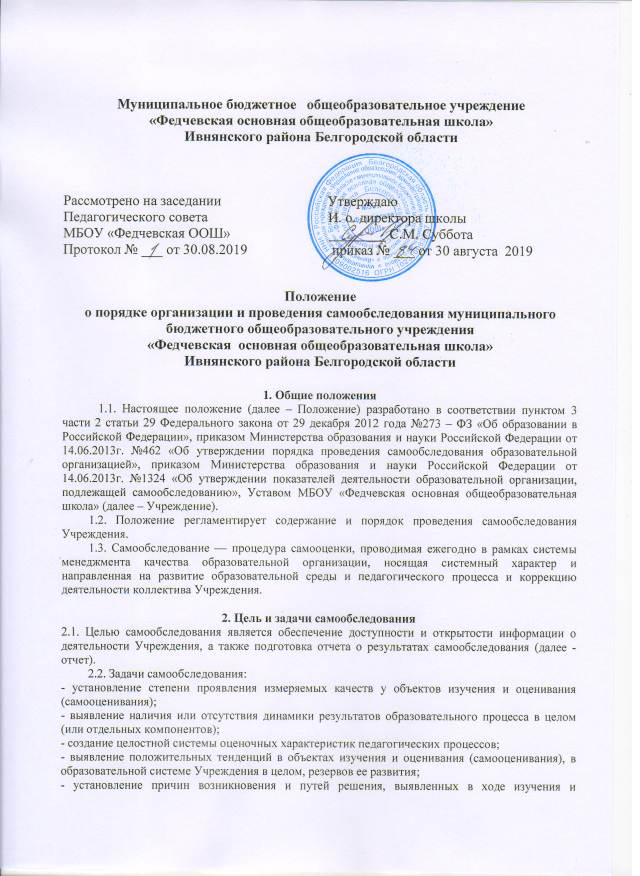 Муниципальное бюджетное общеобразовательное учреждение
«Федчевская основная общеобразовательная школа»
Ивнянского района Белгородской области
Рассмотрено на заседании
Педагогического совета
МБОУ «Федчевская ООШ»
Протокол № 1 от 30.08.2019
Утверждаю
И. о. директора школы
С.М. Суббота
приказ № от 30 августа 2019
Положение
о порядке организации и проведения самообследования муниципального
бюджетного общеобразовательного учреждения
«Федчевская основная общеобразовательная школа»
Ивнянского района Белгородской области
1. Общие положения
1.1. Настоящее положение (далее – Положение) разработано в соответствии пунктом 3
части 2 статьи 29 Федерального закона от 29 декабря 2012 года №273 – ФЗ «Об образовании в
Российской Федерации», приказом Министерства образования и науки Российской Федерации от
14.06.2013г. №462 «Об утверждении порядка проведения самообследования образовательной
организацией», приказом Министерства образования и науки Российской Федерации от
14.06.2013г. №1324 «Об утверждении показателей деятельности образовательной организации,
подлежащей самообследованию», Уставом МБОУ «Федчевская основная общеобразовательная
школа» (далее – Учреждение).
1.2. Положение регламентирует содержание и порядок проведения самообследования
Учреждения.
1.3. Самообследование — процедура самооценки, проводимая ежегодно в рамках системы
менеджмента качества образовательной организации, носящая системный характер и
направленная на развитие образовательной среды и педагогического процесса и коррекцию
деятельности коллектива Учреждения.
2. Цель и задачи самообследования
2.1. Целью самообследования является обеспечение доступности и открытости информации о
деятельности Учреждения, а также подготовка отчета о результатах самообследования (далее -
отчет).
2.2. Задачи самообследования:
- установление степени проявления измеряемых качеств у объектов изучения и оценивания
(самооценивания);
- выявление наличия или отсутствия динамики результатов образовательного процесса в целом
(или отдельных компонентов);
- создание целостной системы оценочных характеристик педагогических процессов;
- выявление положительных тенденций в объектах изучения и оценивания (самооценивания), в
образовательной системе Учреждения в целом, резервов ее развития;
- установление причин возникновения и путей решения, выявленных в ходе изучения и